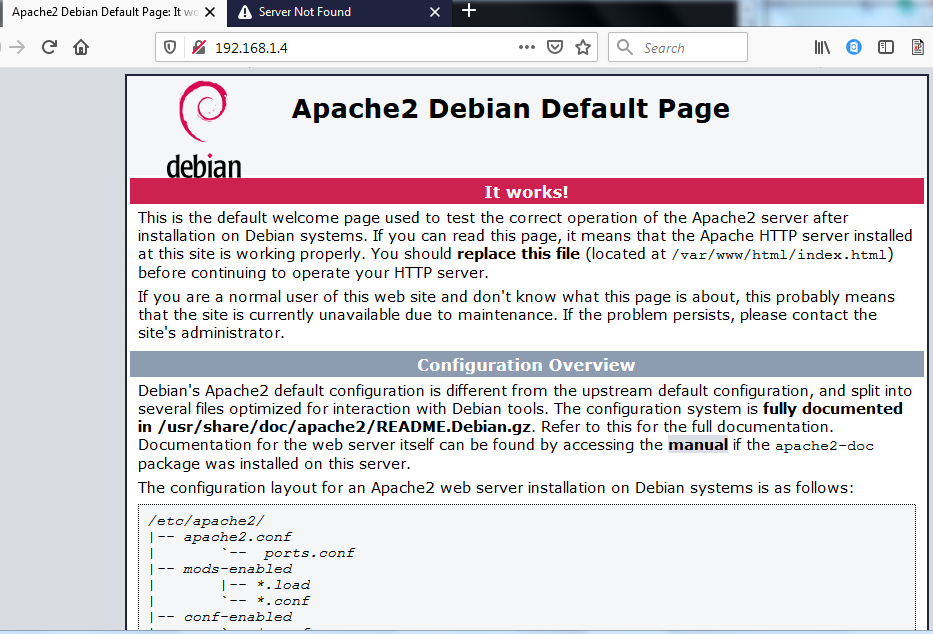 Apache2 Debian Default Page: It wo
Server Not Found
192.168.1.4
Search
debian
Apache2 Debian Default Page
It works!
This is the default welcome page used to test the correct operation of the Apache2 server after
installation on Debian systems. If you can read this page, it means that the Apache HTTP server installed
at this site is working properly. You should replace this file (located at /var/www/html/index.html)
before continuing to operate your HTTP server.
If you are a normal user of this web site and don't know what this page is about, this probably means
that the site is currently unavailable due to maintenance. If the problem persists, please contact the
site's administrator.
Configuration Overview
Debian's Apache2 default configuration is different from the upstream default configuration, and split into
several files optimized for interaction with Debian tools. The configuration system is fully documented
in /usr/share/doc/apache2/README.Debian.gz. Refer to this for the full documentation.
Documentation for the web server itself can be found by accessing the manual if the apache2-doc
package was installed on this server.
The configuration layout for an Apache2 web server installation on Debian systems is as follows:
/etc/apache2/
|-- apache2.conf
|       `--  ports.conf
|-- mods-enabled
|       |-- *.load
|       `-- *.conf
|-- conf-enabled